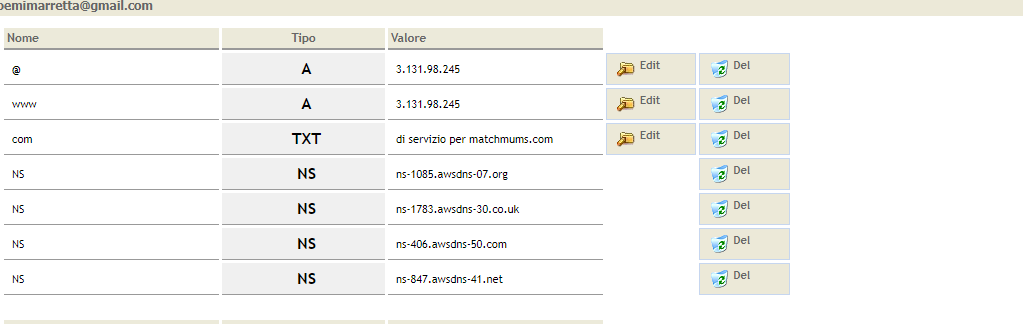 oemimarretta@gmail.com
Nome Tipo Valore
@ A 3.131.98.245 Edit Del
www A 3.131.98.245 Edit Del
com TXT di servizio per matchmums.com Edit Del
NS NS ns-1085.awsdns-07.org Del
NS NS ns-1783.awsdns-30.co.uk Del
NS NS ns-406.awsdns-50.com Del
NS NS ns-847.awsdns-41.net Del